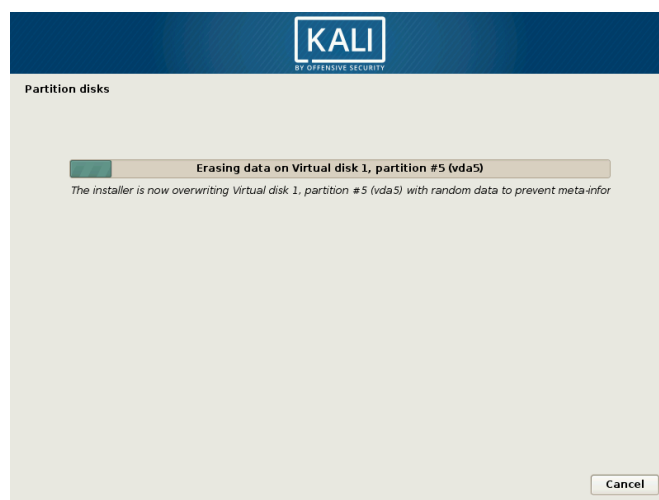 KALI
BY OFFENSIVE SECURITY
Partition disks
Erasing data on Virtual disk 1, partition #5 (vda5)
The installer is now overwriting Virtual disk 1, partition #5 (vda5) with random data to prevent meta-infor
Cancel